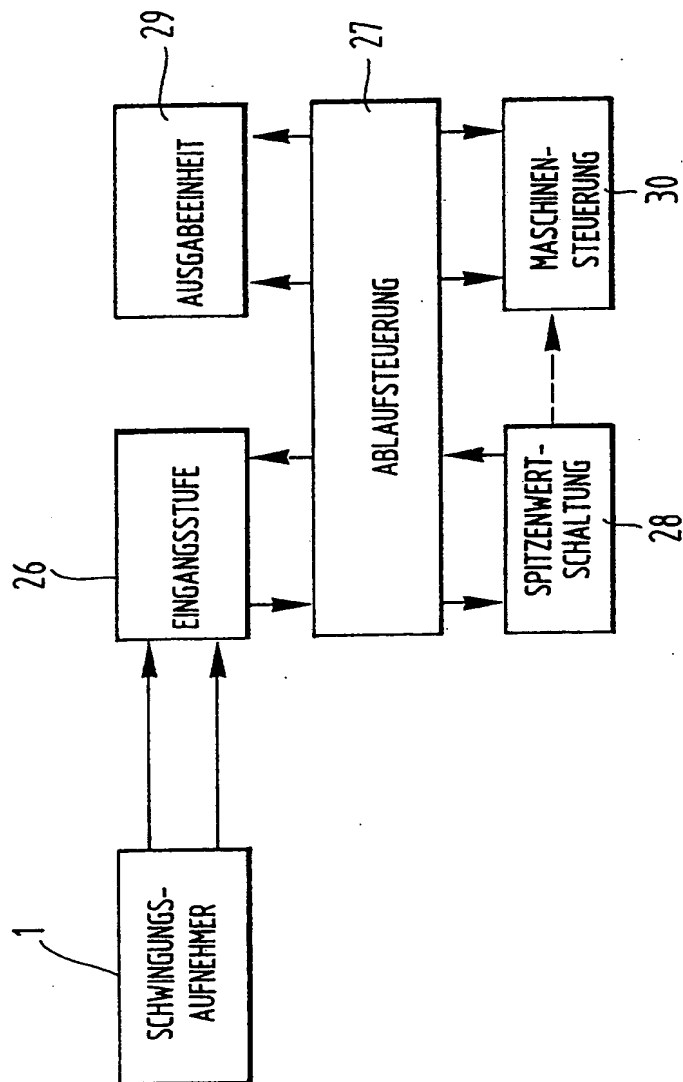 1
SCHWINGUNGS-
AUFNEHMER
26
EINGANGSSTUFE
29
AUSGABEEINHEIT
27
ABLAUFSTEUERUNG
SPITZENWERT-
SCHALTUNG
28
MASCHINEN-
STEUERUNG
30